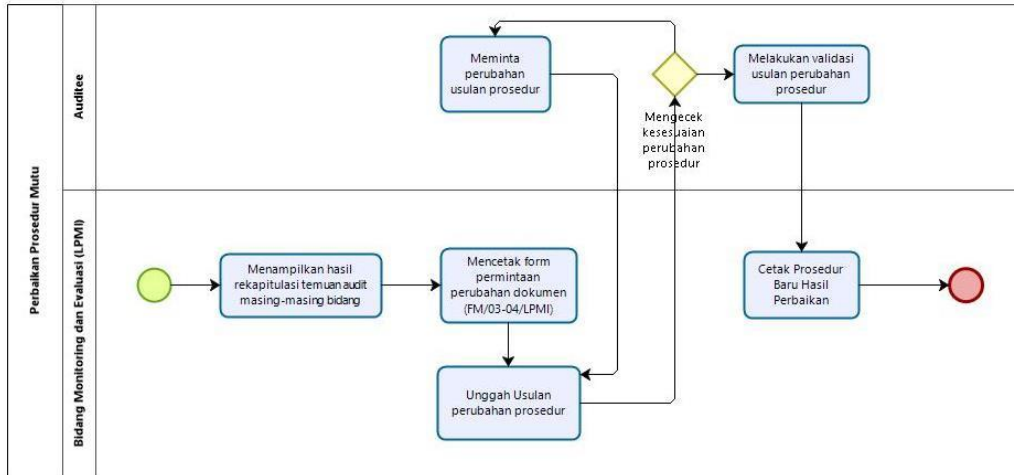 Perbaikan Prosedur Mutu
Auditee
Meminta
perubahan
usulan prosedur
Mengecek
kesesuaian
perubahan
prosedur
Melakukan validasi
usulan perubahan
prosedur
Bidang Monitoring dan Evaluasi (LPMI)
Menampilkan hasil
rekapitulasi temuan audit
masing-masing bidang
Mencetak form
permintaan
perubahan dokumen
(FM/03-04/LPMI)
Unggah Usulan
perubahan prosedur
Cetak Prosedur
Baru Hasil
Perbaikan